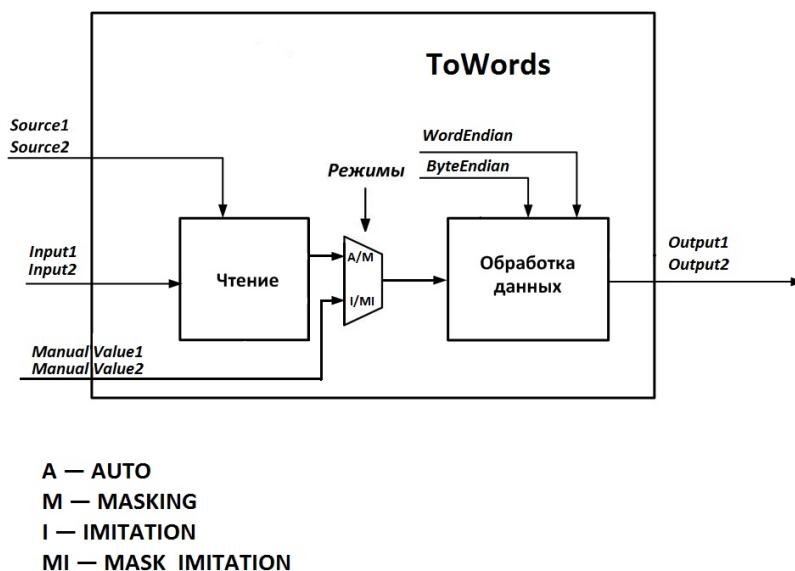 ToWords
Source1
Source2
WordEndian
ByteEndian
Режимы
Input1
Input2
Чтение
A/M
I/MI
Обработка
данных
Output1
Output2
Manual Value1
Manual Value2
A — AUTO
M — MASKING
I — IMITATION
MI — MASK IMITATION